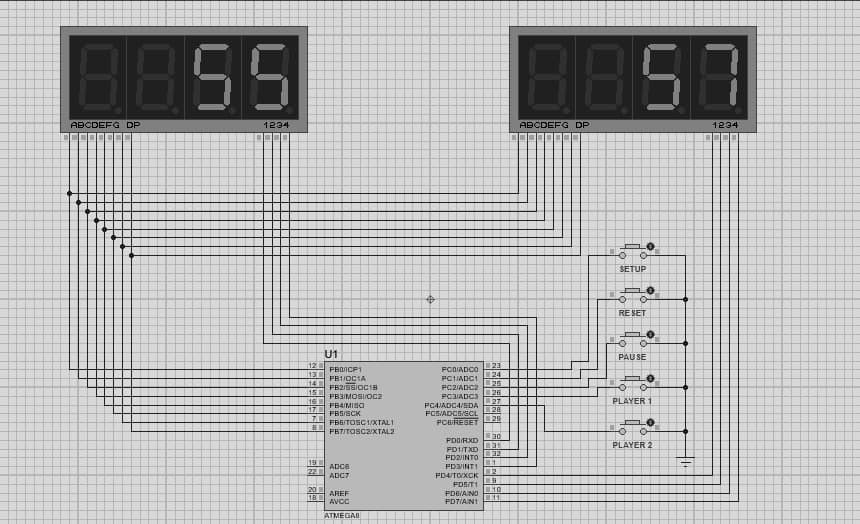 55
57
ABCDEFG DP 1234
ABCDEFG DP 1234
SETUP
RESET
PAUSE
PLAYER 1
PLAYER 2
U1
12 PB0/ICP1 PC0/ADC0 23
13 PB1/OC1A PC1/ADC1 24
14 PB2/SS/OC1B PC2/ADC2 25
15 PB3/MOSI/OC2 PC3/ADC3 26
16 PB4/MISO PC4/ADC4/SDA 27
17 PB5/SCK PC5/ADC5/SCL 28
7 PB6/TOSC1/XTAL1 PC6/RESET 29
8 PB7/TOSC2/XTAL2
PD0/RXD 30
PD1/TXD 31
PD2/INT0 32
19 ADC6 PD3/INT1 1
22 ADC7 PD4/T0/XCK 2
PD5/T1 9
20 AREF PD6/AIN0 10
18 AVCC PD7/AIN1 11
ATMEGA8